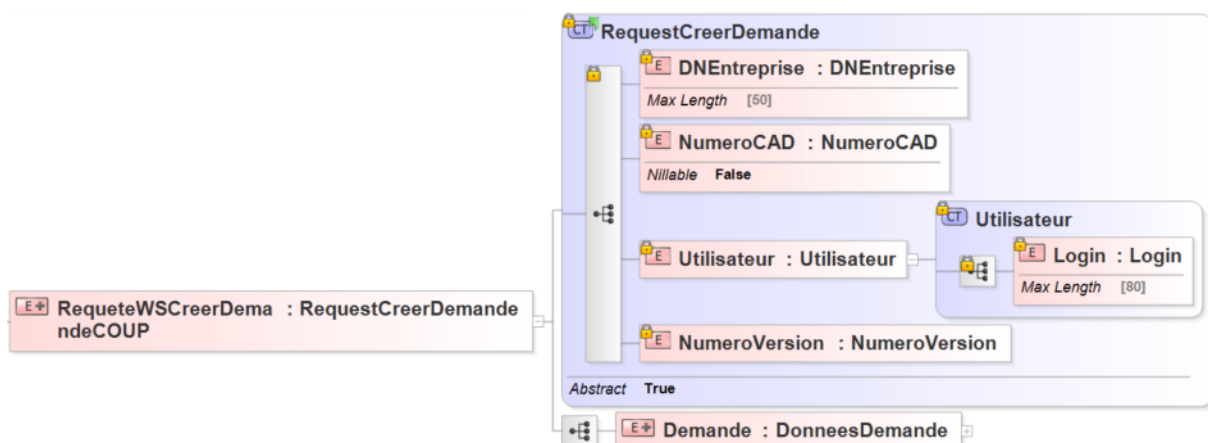 CT RequestCreerDemande
E DNEntreprise : DNEntreprise
Max Length [50]
E NumeroCAD : NumeroCAD
Nillable False
CT Utilisateur
E Utilisateur : Utilisateur
E Login : Login
Max Length [80]
E+ RequeteWSCreerDema : RequestCreerDemande
ndeCOUP
E NumeroVersion : NumeroVersion
Abstract True
E+ Demande : DonneesDemande